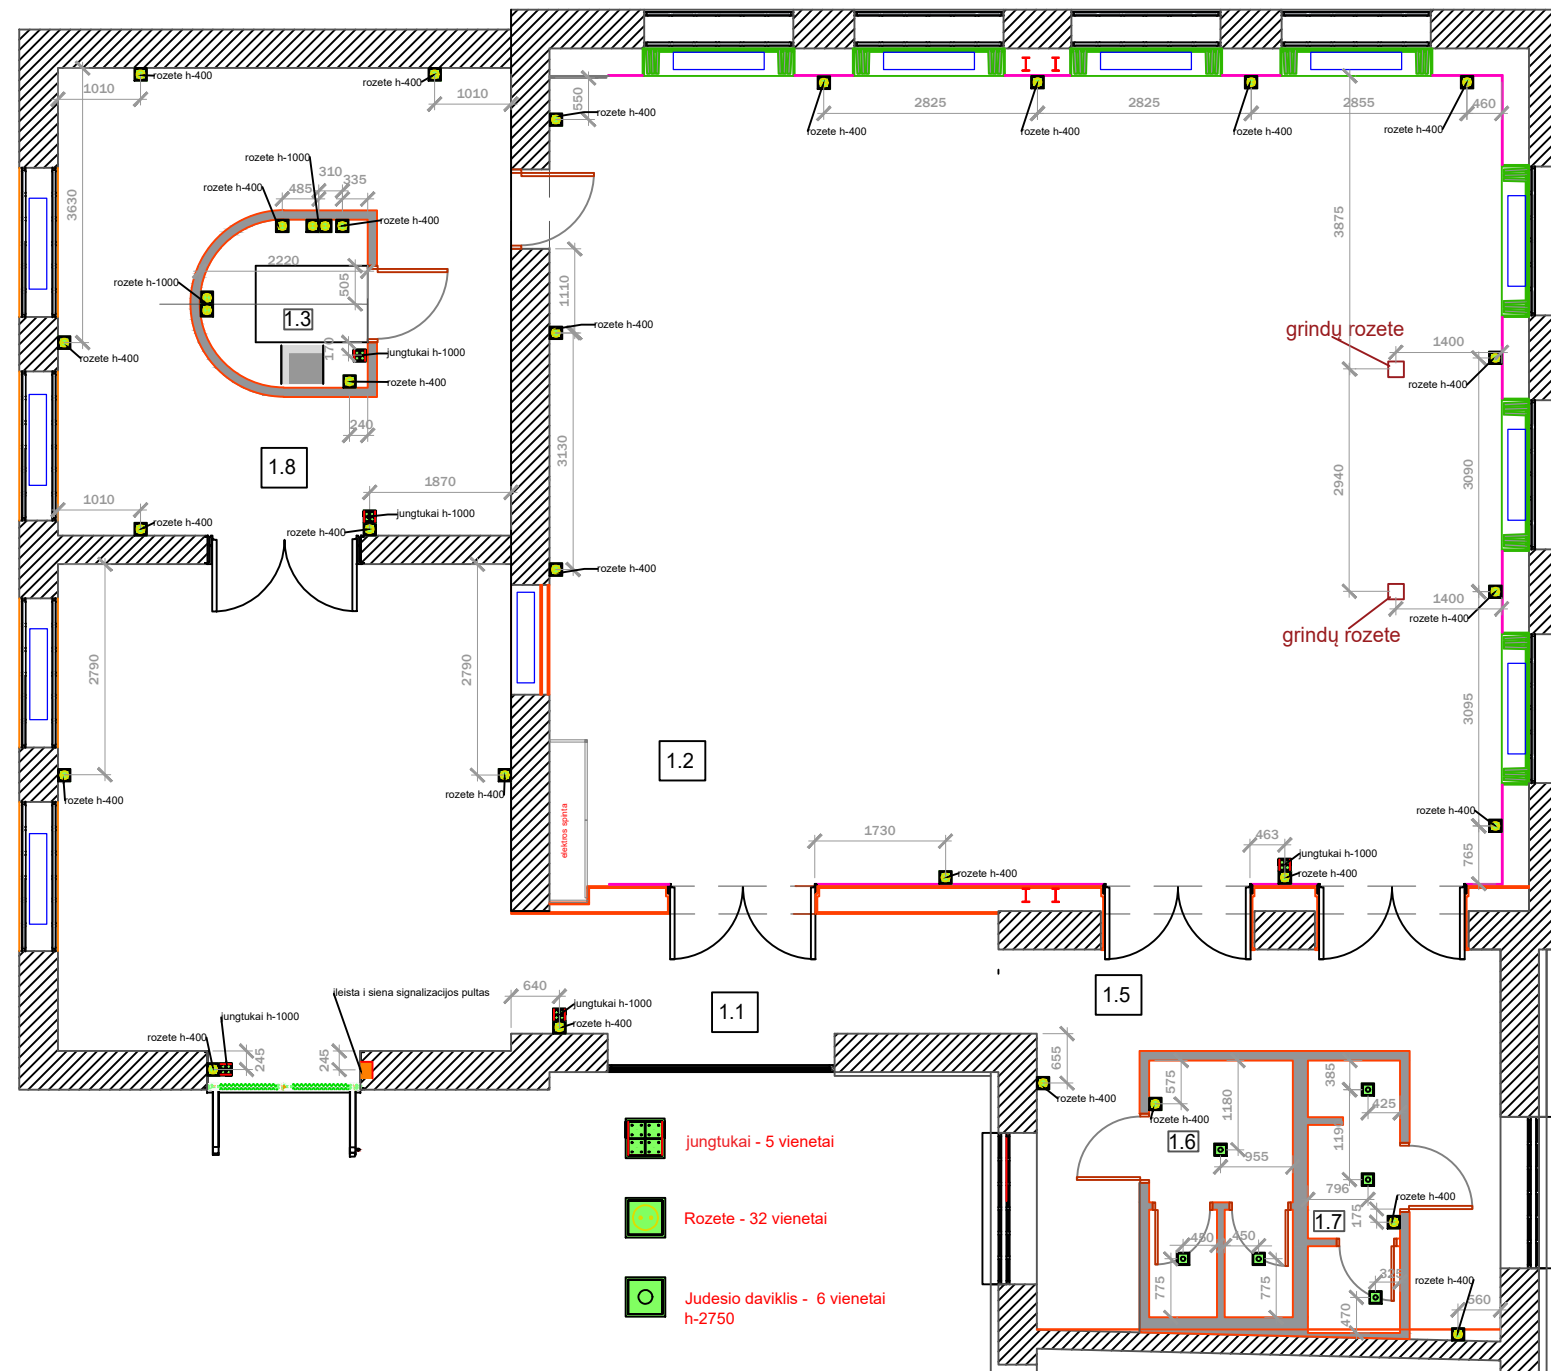 rozete h-400
rozete h-400
1010
1010
3630
rozete h-1000
310
335
485
rozete h-400
rozete h-400
2220
505
rozete h-1000
1.3
170
jungtukai h-1000
rozete h-400
rozete h-400
240
1.8
1870
1010
jungtukai h-1000
rozete h-400
rozete h-400
550
rozete h-400
2825
2825
2855
460
rozete h-400
rozete h-400
rozete h-400
rozete h-400
3875
1110
rozete h-400
grindų rozete
1400
rozete h-400
3130
2940
3090
rozete h-400
1400
rozete h-400
grindų rozete
2790
2790
rozete h-400
rozete h-400
1.2
3095
elektros spinta
1730
463
rozete h-400
jungtukai h-1000
rozete h-400
rozete h-400
765
įleista i siena signalizacijos pultas
640
jungtukai h-1000
rozete h-400
1.1
1.5
rozete h-400
jungtukai h-1000
245
245
655
rozete h-400
575
1180
rozete h-400
1.6
955
385
425
119
796
175
rozete h-400
1.7
450
450
775
775
325
470
rozete h-400
560
jungtukai - 5 vienetai
Rozete - 32 vienetai
Judesio daviklis - 6 vienetai
h-2750